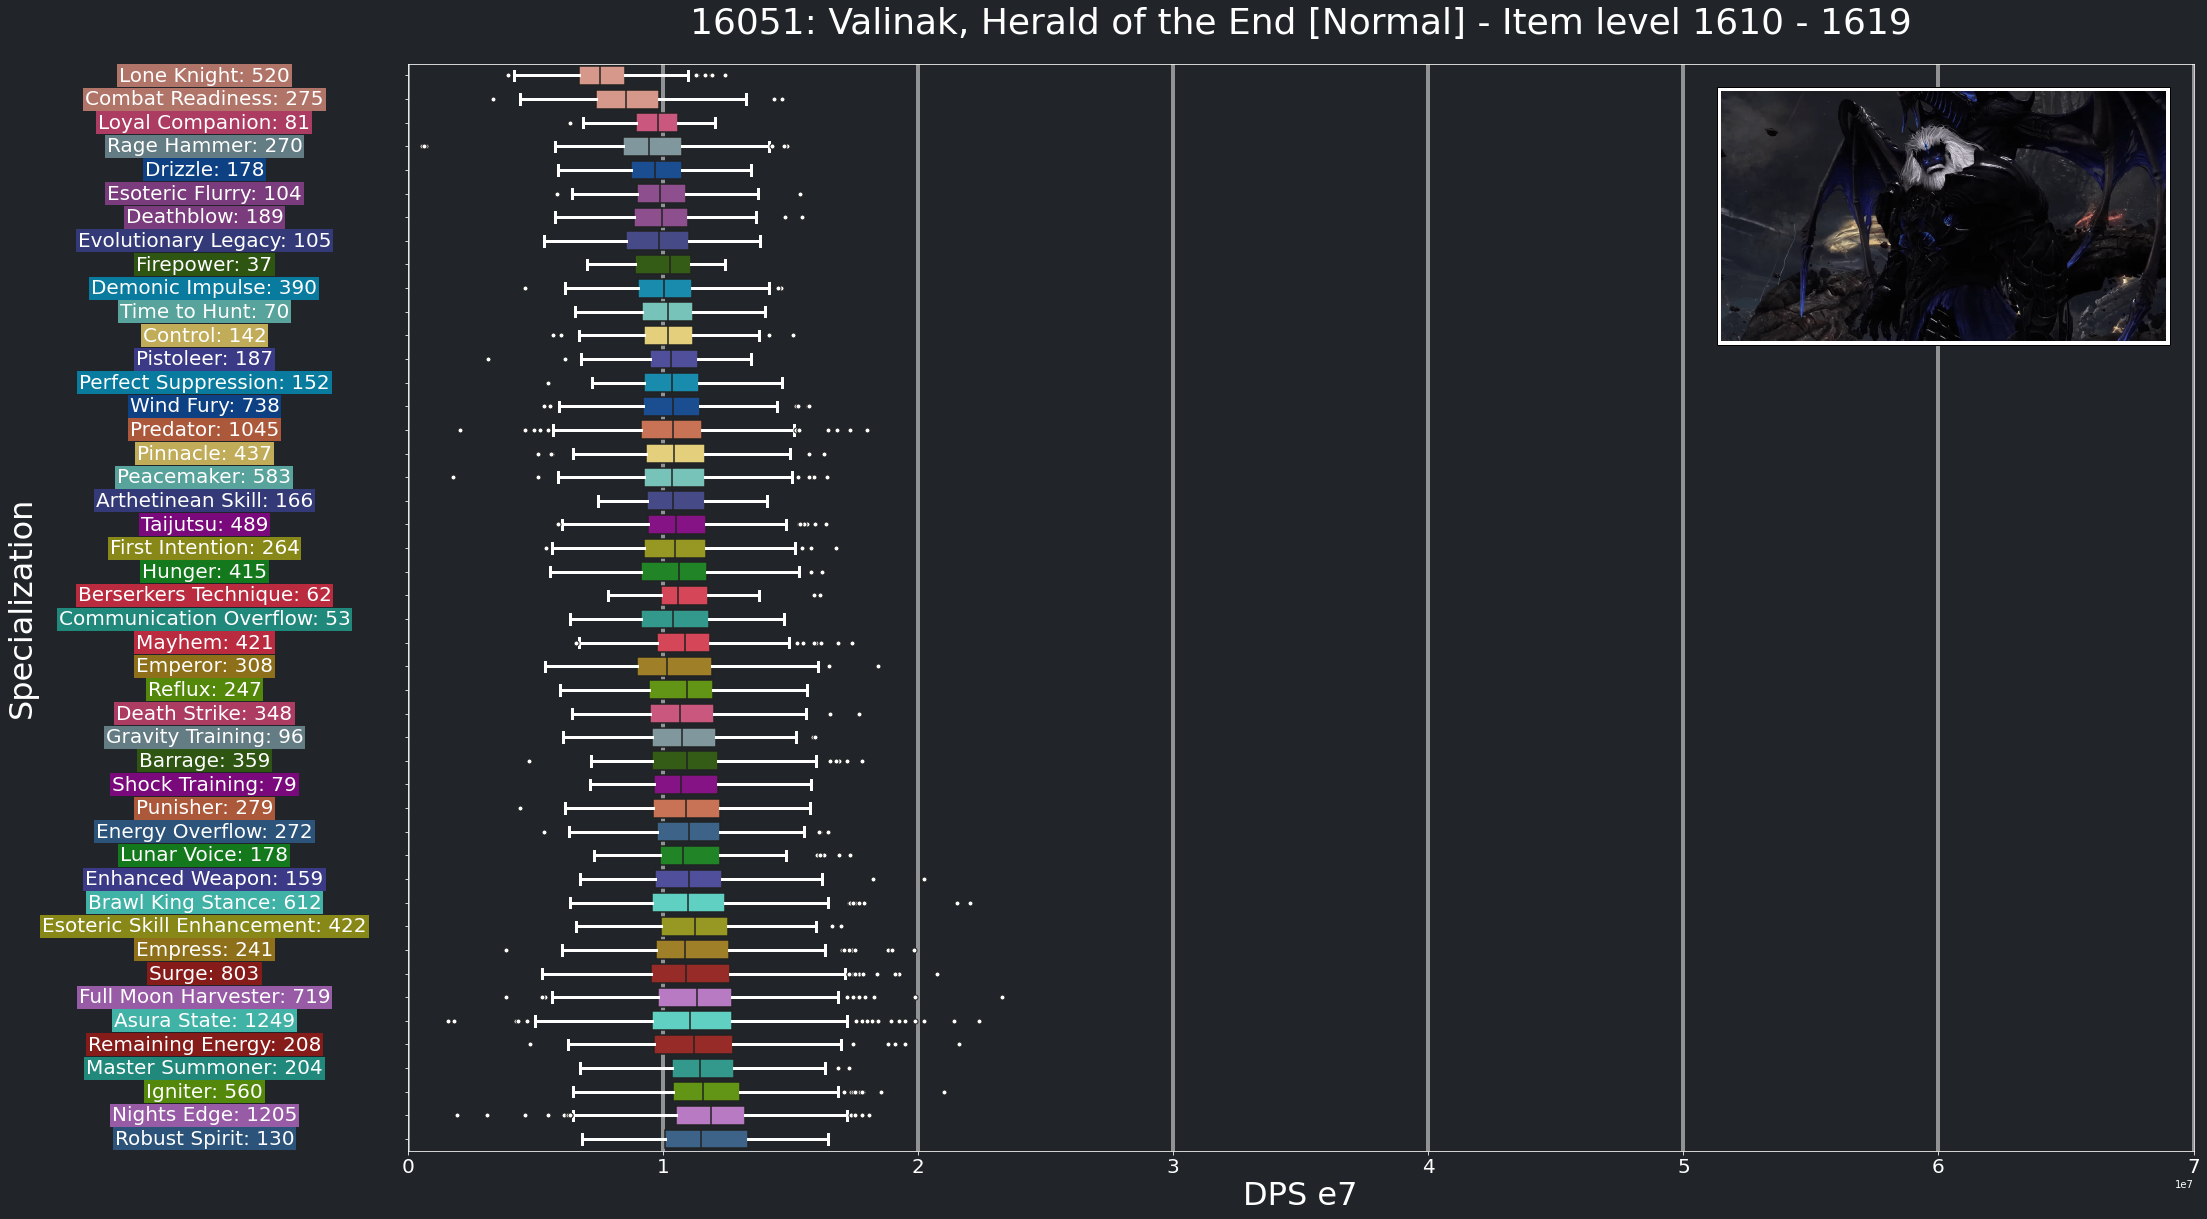 16051: Valinak, Herald of the End [Normal] - Item level 1610 - 1619
Lone Knight: 520
Combat Readiness: 275
Loyal Companion: 81
Rage Hammer: 270
Drizzle: 178
Esoteric Flurry: 104
Deathblow: 189
Evolutionary Legacy: 105
Firepower: 37
Demonic Impulse: 390
Time to Hunt: 70
Control: 142
Pistoleer: 187
Perfect Suppression: 152
Wind Fury: 738
Predator: 1045
Pinnacle: 437
Peacemaker: 583
Arthetinean Skill: 166
Taijutsu: 489
First Intention: 264
Hunger: 415
Berserkers Technique: 62
Communication Overflow: 53
Mayhem: 421
Emperor: 308
Reflux: 247
Death Strike: 348
Gravity Training: 96
Barrage: 359
Shock Training: 79
Punisher: 279
Energy Overflow: 272
Lunar Voice: 178
Enhanced Weapon: 159
Brawl King Stance: 612
Esoteric Skill Enhancement: 422
Empress: 241
Surge: 803
Full Moon Harvester: 719
Asura State: 1249
Remaining Energy: 208
Master Summoner: 204
Igniter: 560
Nights Edge: 1205
Robust Spirit: 130
Specialization
0 1 2 3 4 5 6 7
1e7
DPS e7